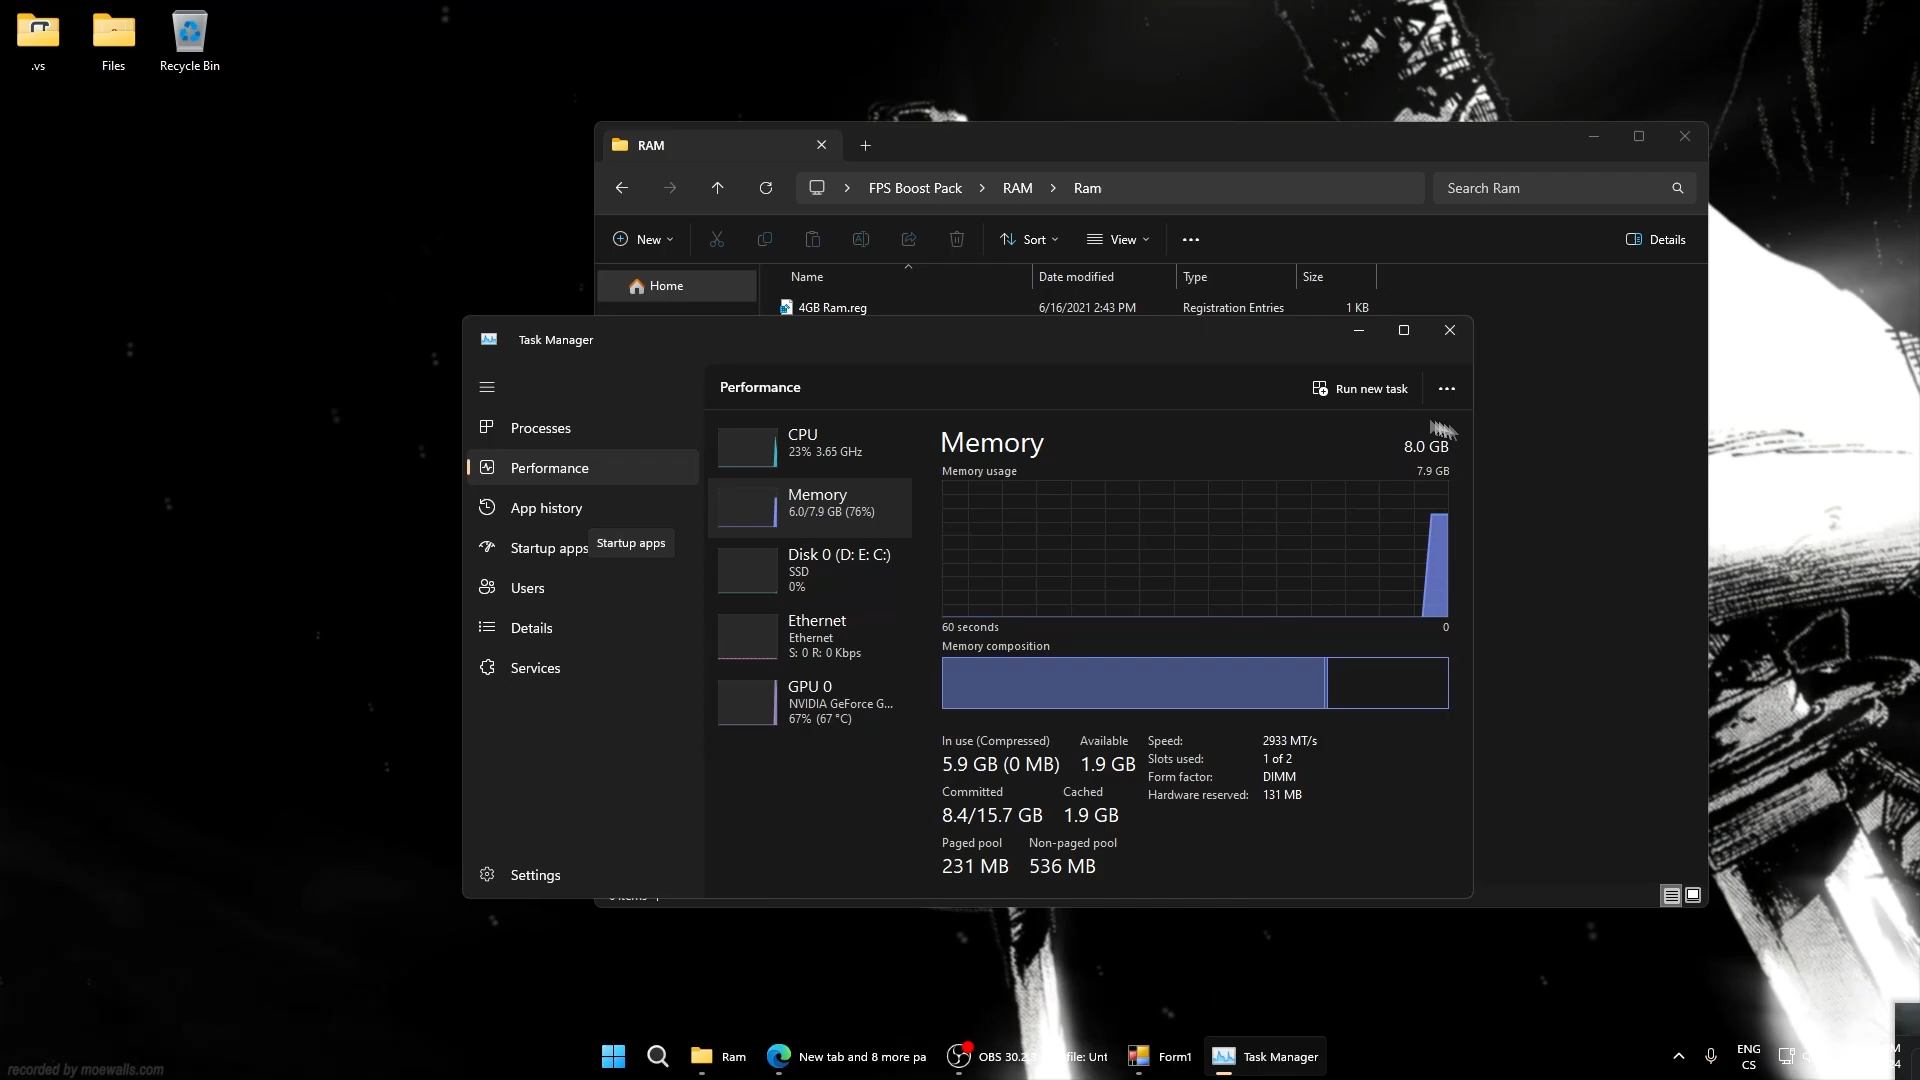 .vs
Files
Recycle Bin
RAM
FPS Boost Pack
RAM
Ram
Search Ram
New
Sort
View
Details
Home
Name
Date modified
Type
Size
4GB Ram.reg
6/16/2021 2:43 PM
Registration Entries
1 KB
Task Manager
Processes
Performance
App history
Startup apps
Startup apps
Users
Details
Services
Settings
Performance
Run new task
CPU
23% 3.65 GHz
Memory
6.0/7.9 GB (76%)
Disk 0 (D: E: C:)
SSD
0%
Ethernet
Ethernet
S: 0 R: 0 Kbps
GPU 0
NVIDIA GeForce G...
67% (67 °C)
Memory
8.0 GB
Memory usage
7.9 GB
60 seconds
0
Memory composition
In use (Compressed)
5.9 GB (0 MB)
Available
1.9 GB
Committed
8.4/15.7 GB
Cached
1.9 GB
Paged pool
231 MB
Non-paged pool
536 MB
Speed:
2933 MT/s
Slots used:
1 of 2
Form factor:
DIMM
Hardware reserved:
131 MB
Ram
New tab and 8 more pa
OBS 30.2.3
file: Unt
Form1
Task Manager
ENG
CS
recorded by moewalls.com